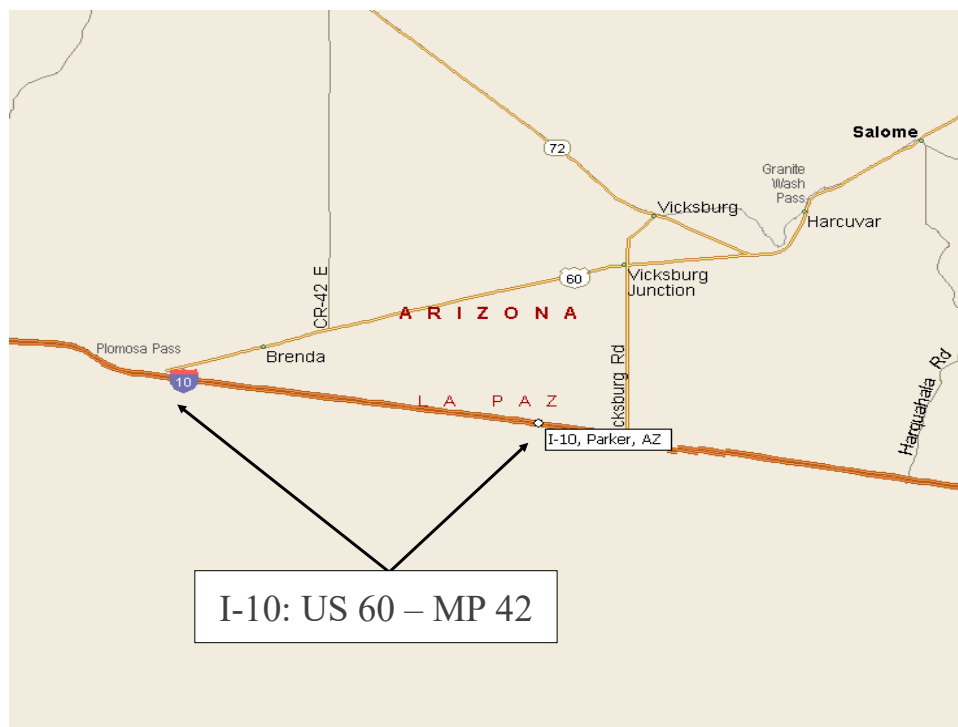 72
Salome
Granite
Wash
Pass
Vicksburg
Harcuvar
60
Vicksburg
Junction
CR-42 E
ARIZONA
Plomosa Pass
Brenda
10
LA PAZ
cksburg Rd
Harquahala Rd
I-10, Parker, AZ
I-10: US 60 – MP 42